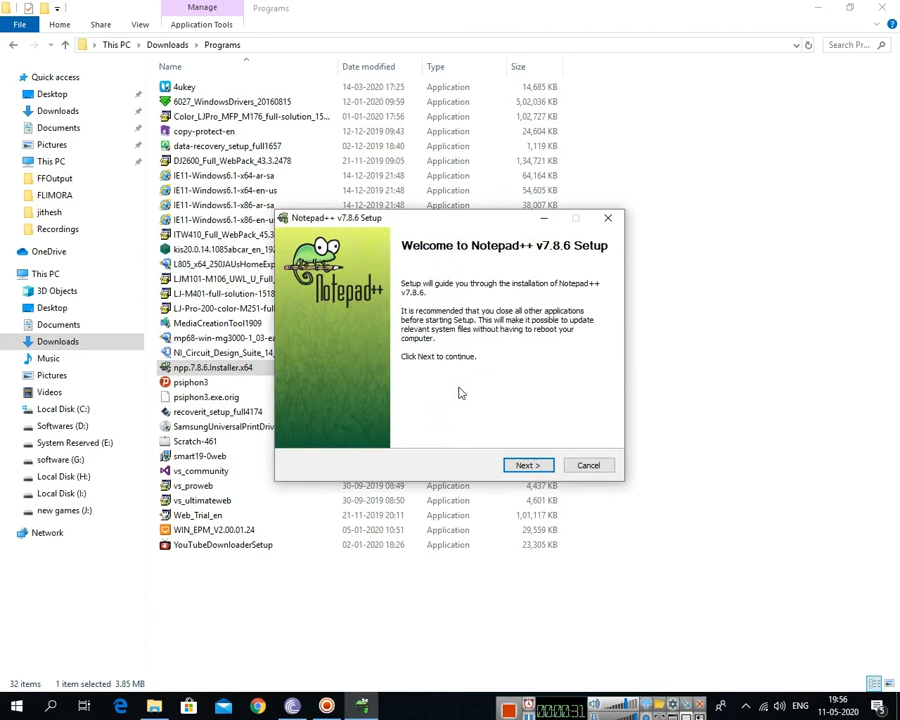 Manage
Programs
File
Home
Share
View
Application Tools
This PC
Downloads
Programs
Search Pr...
Name
Date modified
Type
Size
Quick access
Desktop
Downloads
Documents
Pictures
This PC
FFOutput
FLIMORA
jithesh
Recordings
OneDrive
This PC
3D Objects
Desktop
Documents
Downloads
Music
Pictures
Videos
Local Disk (C:)
Softwares (D:)
System Reserved (E:)
software (G:)
Local Disk (H:)
Local Disk (I:)
new games (J:)
Network
4ukey 14-03-2020 17:25 Application 14,685 KB
6027_WindowsDrivers_20160815 12-01-2020 09:59 Application 5,02,036 KB
Color_LJPro_MFP_M176_full-solution_15... 01-01-2020 17:56 Application 1,02,727 KB
copy-protect-en 12-12-2019 09:43 Application 24,604 KB
data-recovery_setup_full1657 02-12-2019 18:40 Application 1,119 KB
DJ2600_Full_WebPack_43.3.2478 21-11-2019 09:05 Application 1,34,721 KB
IE11-Windows6.1-x64-ar-sa 12-12-2019 21:48 Application 64,164 KB
IE11-Windows6.1-x64-en-us 12-12-2019 21:48 Application 54,605 KB
IE11-Windows6.1-x86-ar-sa 12-12-2019 21:48 Application 38,007 KB
IE11-Windows6.1-x86-en-us
ITW410_Full_WebPack_43.
kis20.0.14.1085abcar_en_192
L805_x64_250JAUsHomeExp
LJM101-M106_UWL_U_Full
LJ-M401-full-solution-1518
LJ-Pro-200-color-M251-full
MediaCreationTool1909
mp68-win-mg3000-1_03-ea
NI_Circuit_Design_Suite_14_
npp.7.8.6.Installer.x64
psiphon3
psiphon3.exe.orig
recoverit_setup_full4174
SamsungUniversalPrintDriv
Scratch-461
smart19-0web
vs_community
vs_proweb 30-09-2019 08:49 Application 4,437 KB
vs_ultimateweb 30-09-2019 08:50 Application 4,601 KB
Web_Trial_en 21-11-2019 20:11 Application 1,01,117 KB
WIN_EPM_V2.00.01.24 05-01-2020 10:51 Application 29,559 KB
YouTubeDownloaderSetup 02-01-2020 18:26 Application 23,305 KB
Notepad++ v7.8.6 Setup
Notepad++
Welcome to Notepad++ v7.8.6 Setup
Setup will guide you through the installation of Notepad++
v7.8.6.
It is recommended that you close all other applications
before starting Setup. This will make it possible to update
relevant system files without having to reboot your
computer.
Click Next to continue.
Next >
Cancel
32 items
1 item selected 3.85 MB
ENG
19:56
11-05-2020
5